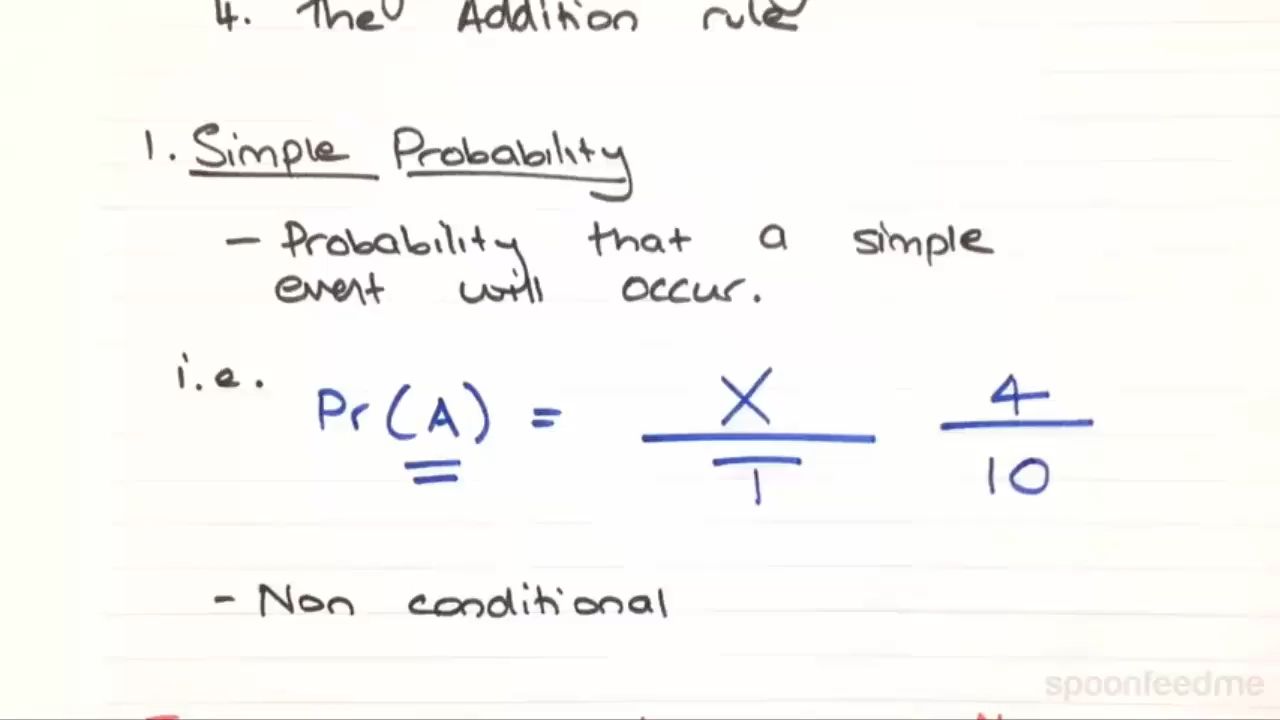 4. The Addition rule
1. Simple Probability
- Probability that a simple
event will occur.
i.e. Pr(A) = X/T 4/10
- Non conditional
spoonfeedme